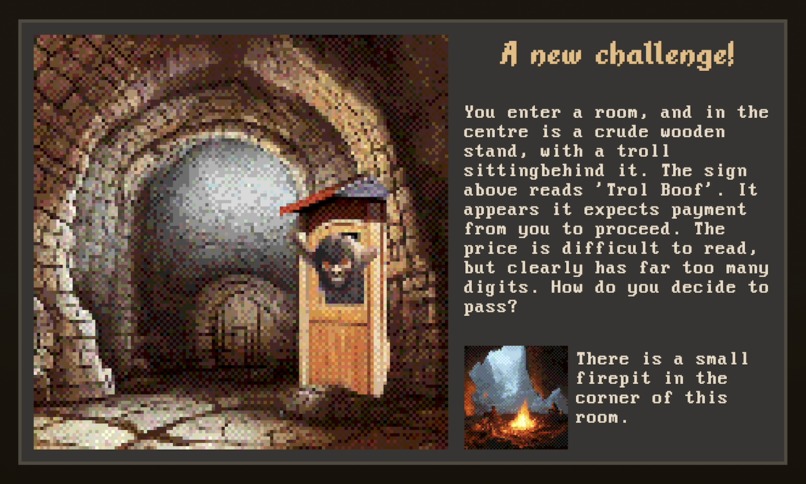 A new challenge!
You enter a room, and in the
centre is a crude wooden
stand, with a troll
sittingbehind it. The sign
above reads 'Trol Boof'. It
appears it expects payment
from you to proceed. The
price is difficult to read,
but clearly has far too many
digits. How do you decide to
pass?
There is a small
firepit in the
corner of this
room.